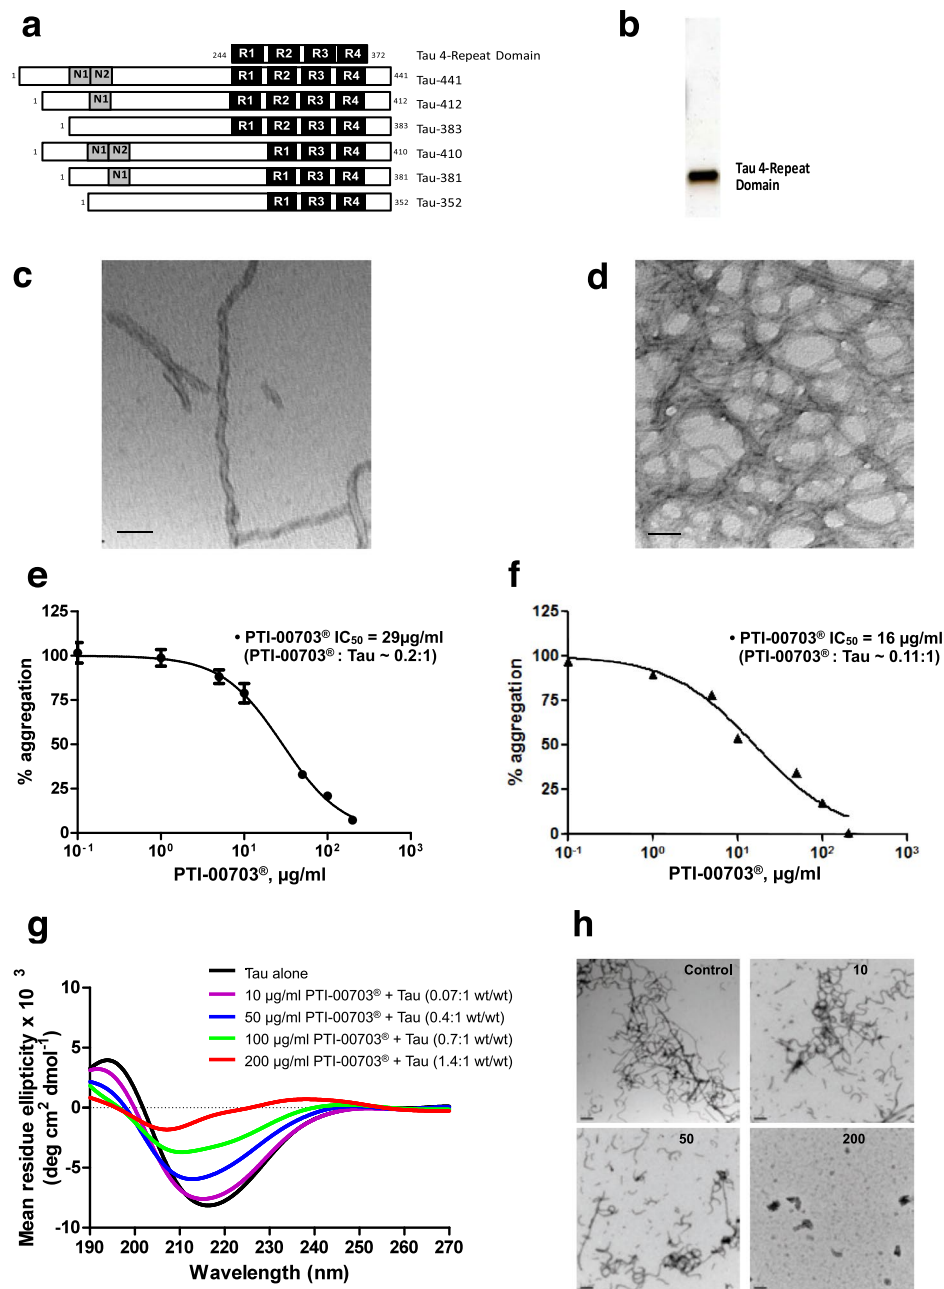 a
244 R1 R2 R3 R4 372 Tau 4-Repeat Domain
1 N1 N2 R1 R2 R3 R4 441 Tau-441
1 N1 R1 R2 R3 R4 412 Tau-412
1 R1 R2 R3 R4 383 Tau-383
1 N1 N2 R1 R3 R4 410 Tau-410
1 N1 R1 R3 R4 381 Tau-381
1 R1 R3 R4 352 Tau-352
b
Tau 4-Repeat
Domain
c
d
e
125
100
75
50
25
0
% aggregation
• PTI-00703® IC50 = 29µg/ml
(PTI-00703® : Tau ~ 0.2:1)
10-1 100 101 102 103
PTI-00703®, µg/ml
f
125
100
75
50
25
0
% aggregation
• PTI-00703® IC50 = 16 µg/ml
(PTI-00703® : Tau ~ 0.11:1)
10-1 100 101 102 103
PTI-00703®, µg/ml
g
Tau alone
10 µg/ml PTI-00703® + Tau (0.07:1 wt/wt)
50 µg/ml PTI-00703® + Tau (0.4:1 wt/wt)
100 µg/ml PTI-00703® + Tau (0.7:1 wt/wt)
200 µg/ml PTI-00703® + Tau (1.4:1 wt/wt)
Mean residue ellipticity x 10 3
(deg cm2 dmol-1)
10
5
0
-5
-10
190 200 210 220 230 240 250 260 270
Wavelength (nm)
h
Control
10
50
200